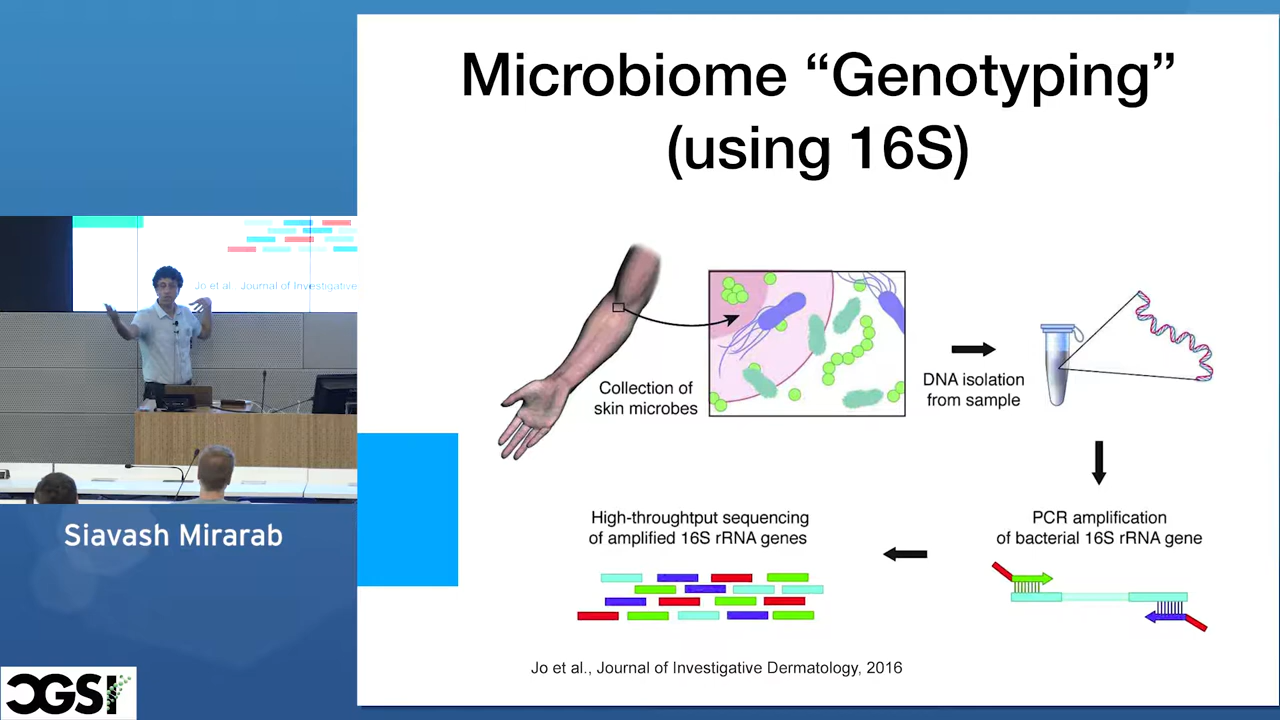 Microbiome “Genotyping”
(using 16S)
Collection of
skin microbes
DNA isolation
from sample
PCR amplification
of bacterial 16S rRNA gene
High-throughtput sequencing
of amplified 16S rRNA genes
Jo et al., Journal of Investigative Dermatology, 2016
Jo et al., Journal of Investigative
Siavash Mirarab
CGSI